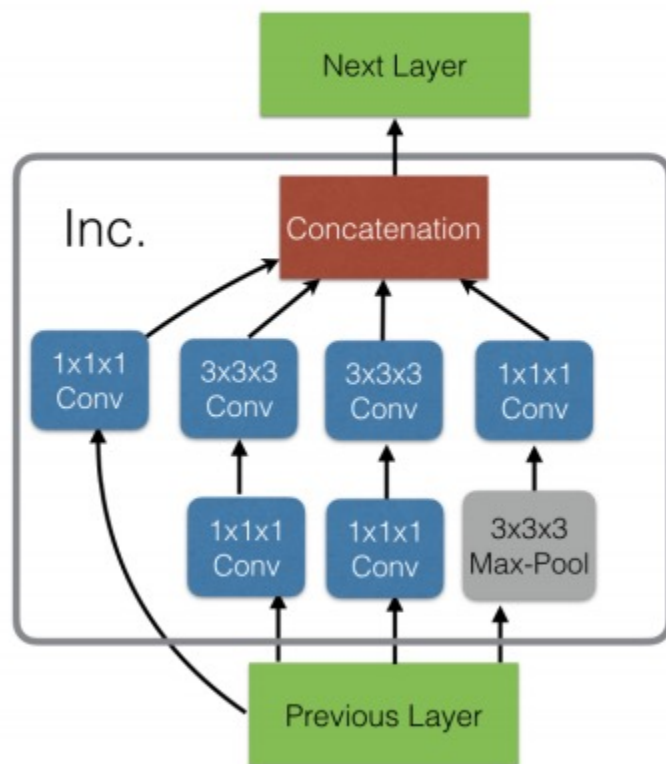 Next Layer
Inc.
Concatenation
1x1x1
Conv
3x3x3
Conv
3x3x3
Conv
1x1x1
Conv
1x1x1
Conv
1x1x1
Conv
3x3x3
Max-Pool
Previous Layer